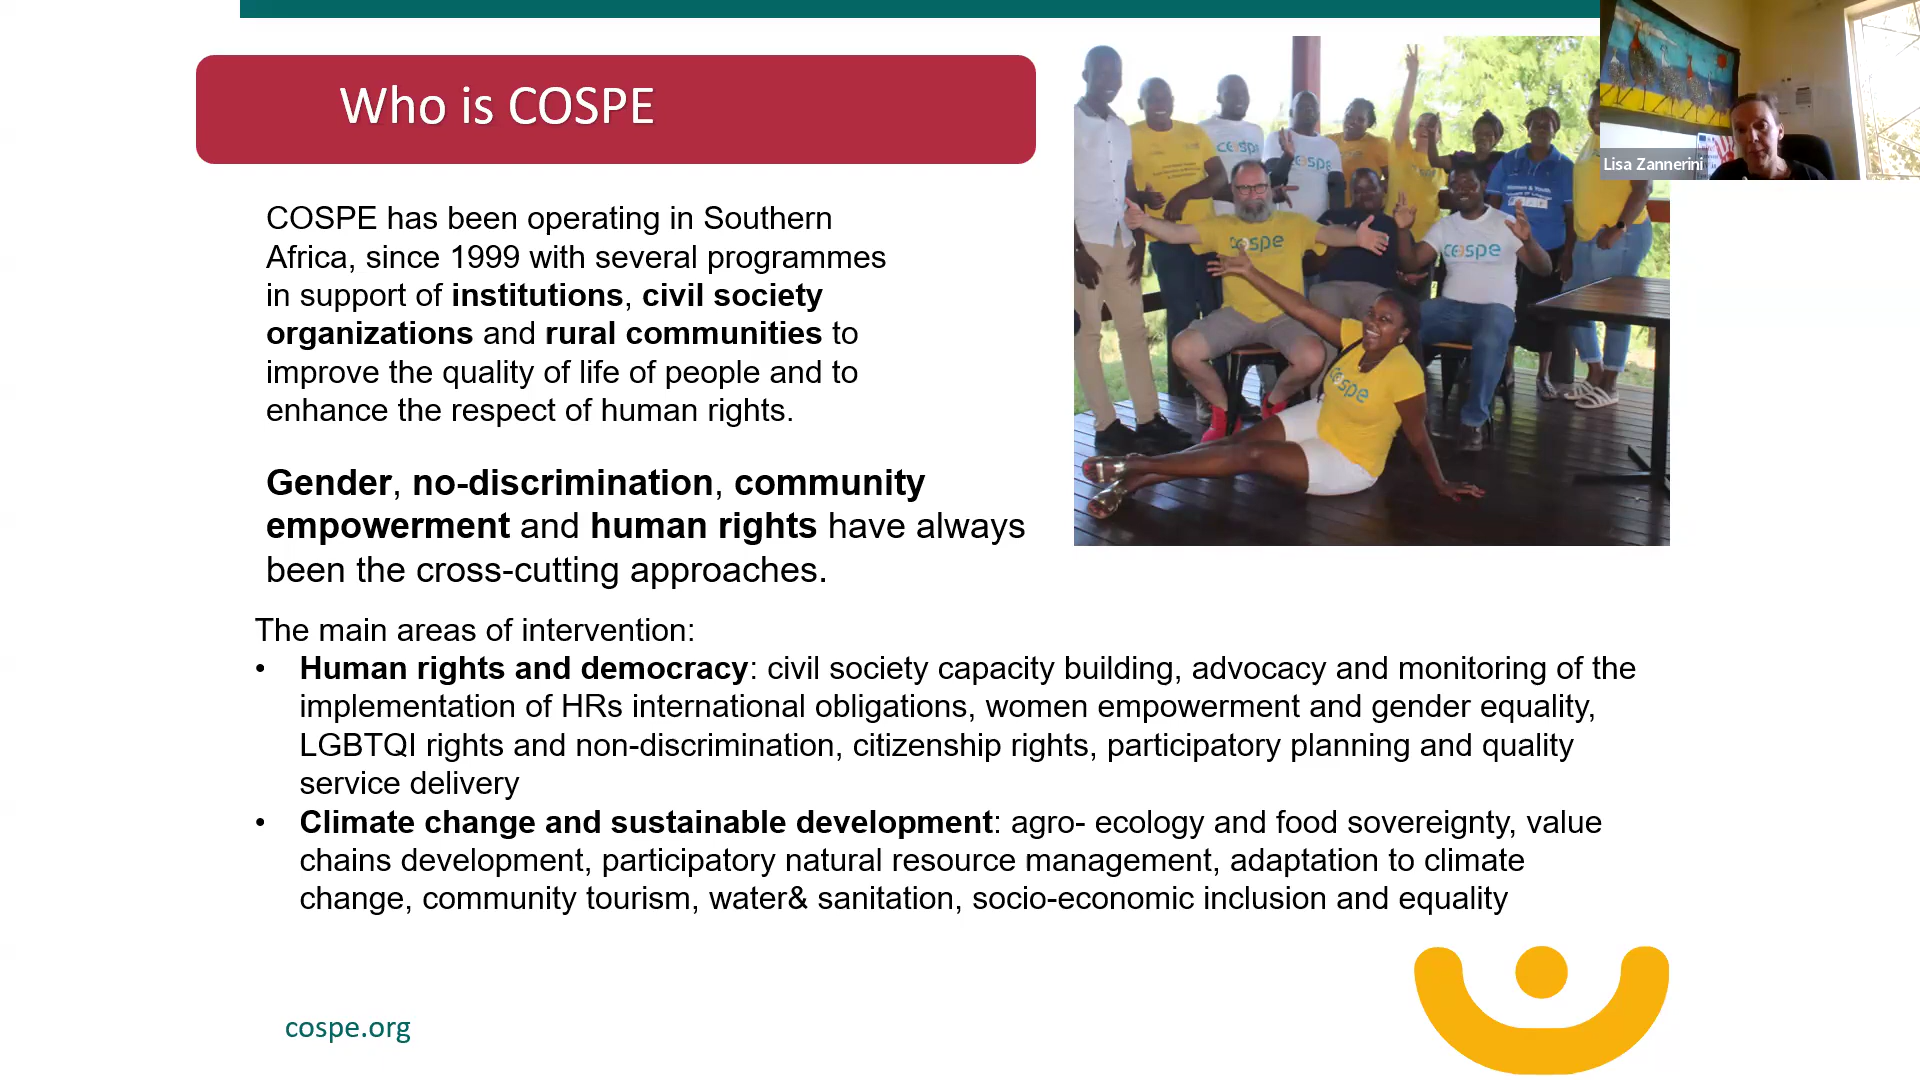 Who is COSPE
COSPE has been operating in Southern
Africa, since 1999 with several programmes
in support of institutions, civil society
organizations and rural communities to
improve the quality of life of people and to
enhance the respect of human rights.
Gender, no-discrimination, community
empowerment and human rights have always
been the cross-cutting approaches.
The main areas of intervention:
• Human rights and democracy: civil society capacity building, advocacy and monitoring of the
implementation of HRs international obligations, women empowerment and gender equality,
LGBTQI rights and non-discrimination, citizenship rights, participatory planning and quality
service delivery
• Climate change and sustainable development: agro- ecology and food sovereignty, value
chains development, participatory natural resource management, adaptation to climate
change, community tourism, water& sanitation, socio-economic inclusion and equality
cospe.org
Lisa Zannerini
cospe
cospe
cospe
cospe
cospe